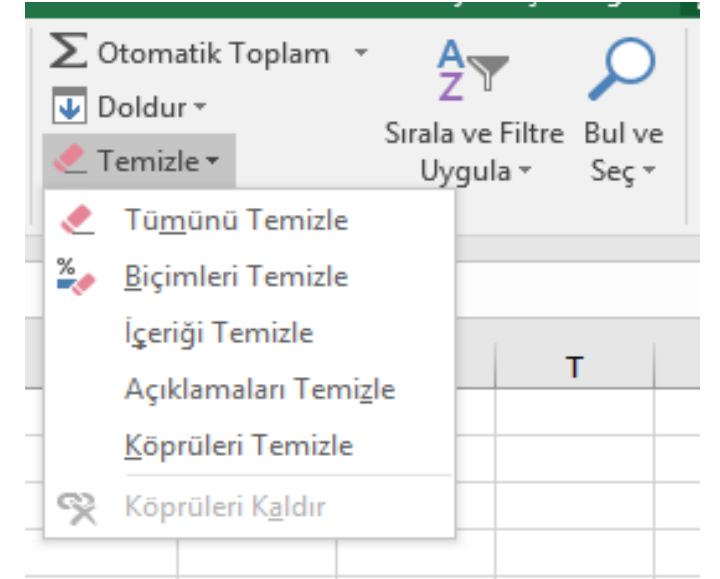 Otomatik Toplam
Doldur
Temizle
Sırala ve Filtre
Uygula
Bul ve
Seç
Tümünü Temizle
Biçimleri Temizle
İçeriği Temizle
Açıklamaları Temizle
Köprüleri Temizle
Köprüleri Kaldır
T